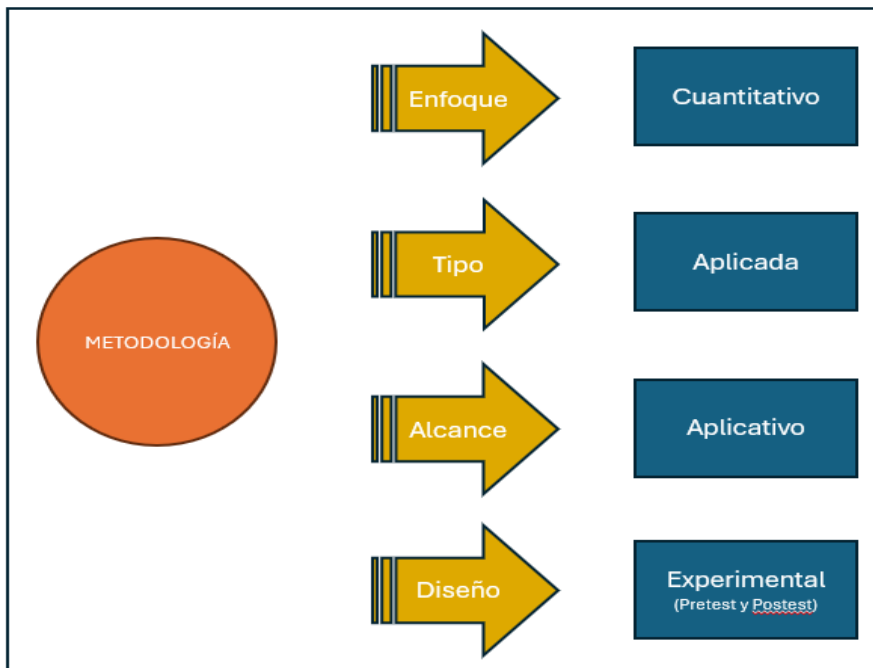 Enfoque
Cuantitativo
Tipo
Aplicada
METODOLOGÍA
Alcance
Aplicativo
Diseño
Experimental
(Pretest y Postest)